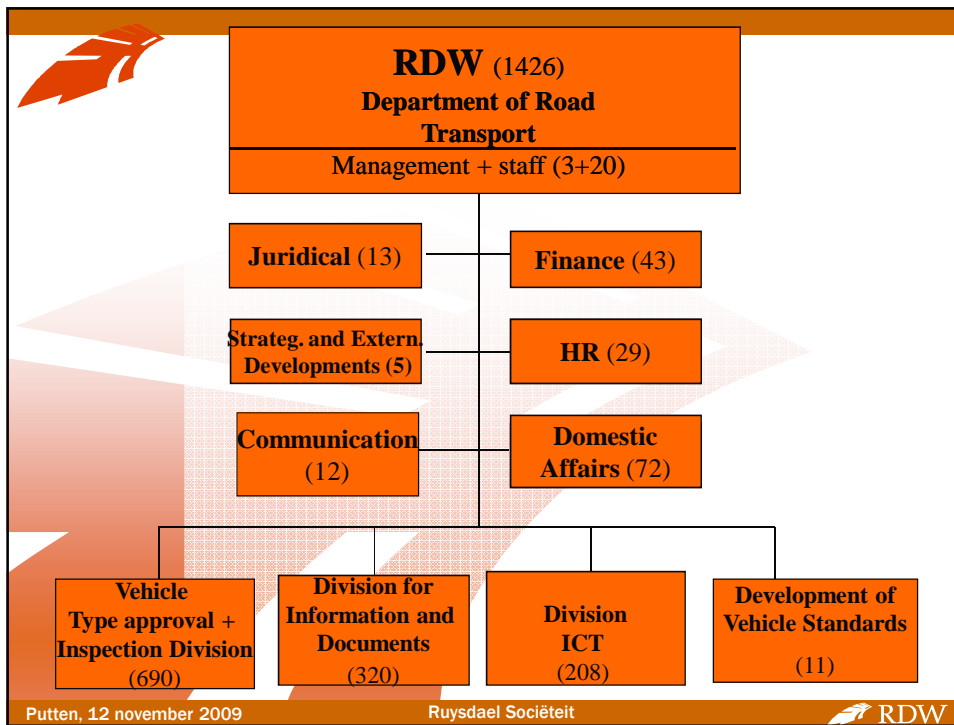 RDW (1426)
Department of Road
Transport
Management + staff (3+20)
Juridical (13)
Finance (43)
Strateg. and Extern.
Developments (5)
HR (29)
Communication
(12)
Domestic
Affairs (72)
Vehicle
Type approval +
Inspection Division
(690)
Division for
Information and
Documents
(320)
Division
ICT
(208)
Development of
Vehicle Standards
(11)
Putten, 12 november 2009
Ruysdael Sociëteit
RDW